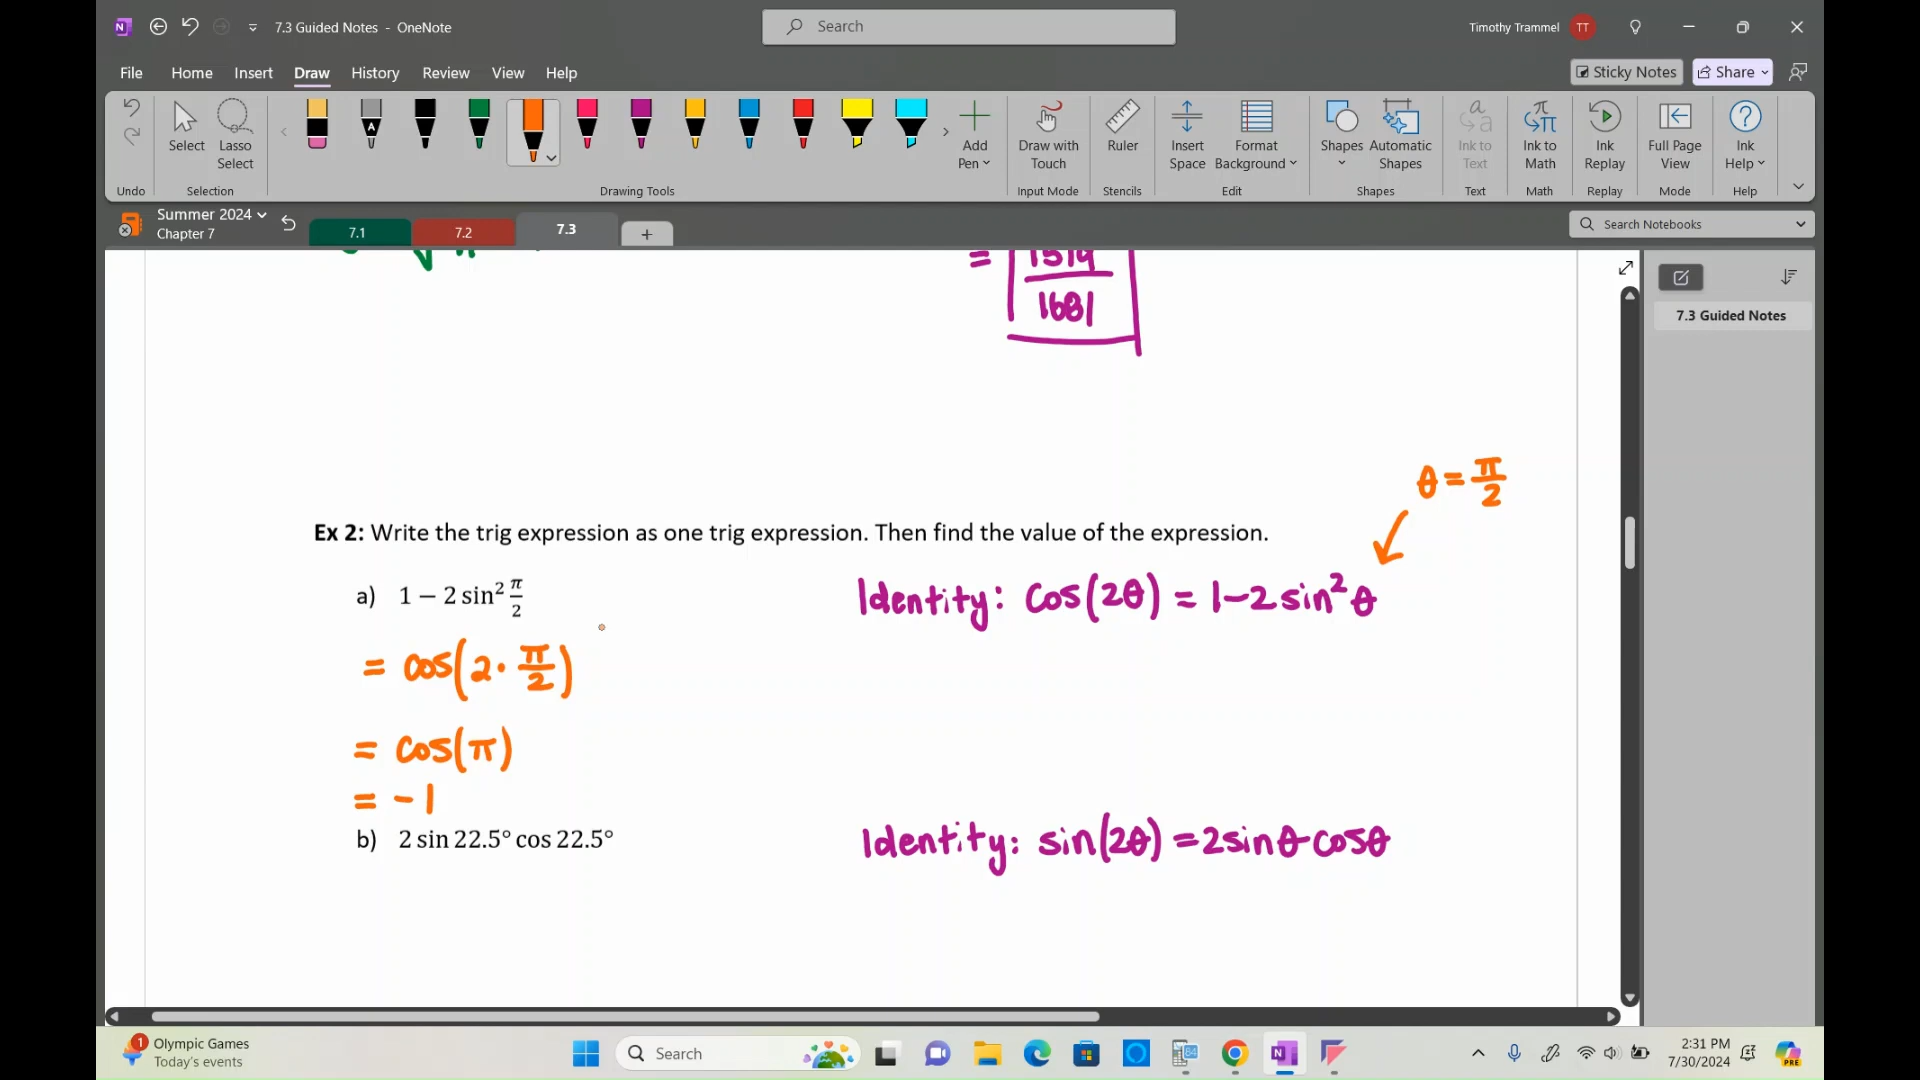 7.3 Guided Notes - OneNote
Search
Timothy Trammel TT
File Home Insert Draw History Review View Help
Sticky Notes Share
Undo
Select Lasso Select
Selection
Drawing Tools
Add Pen
Draw with Touch
Input Mode
Ruler
Stencils
Insert Space Format Background
Edit
Shapes Automatic Shapes
Shapes
Ink to Text
Text
Ink to Math
Math
Ink Replay
Replay
Full Page View
Mode
Ink Help
Help
Summer 2024
Chapter 7
7.1 7.2 7.3 +
Search Notebooks
7.3 Guided Notes
=
1681
θ = π/2
Ex 2: Write the trig expression as one trig expression. Then find the value of the expression.
a) 1 − 2 sin² π/2
Identity: cos(2θ) = 1-2 sin² θ
= cos(2 · π/2)
= cos(π)
= -1
b) 2 sin 22.5° cos 22.5°
Identity: sin(2θ) = 2sinθ cosθ
1
Olympic Games
Today's events
Search
84
2:31 PM
7/30/2024
PRE